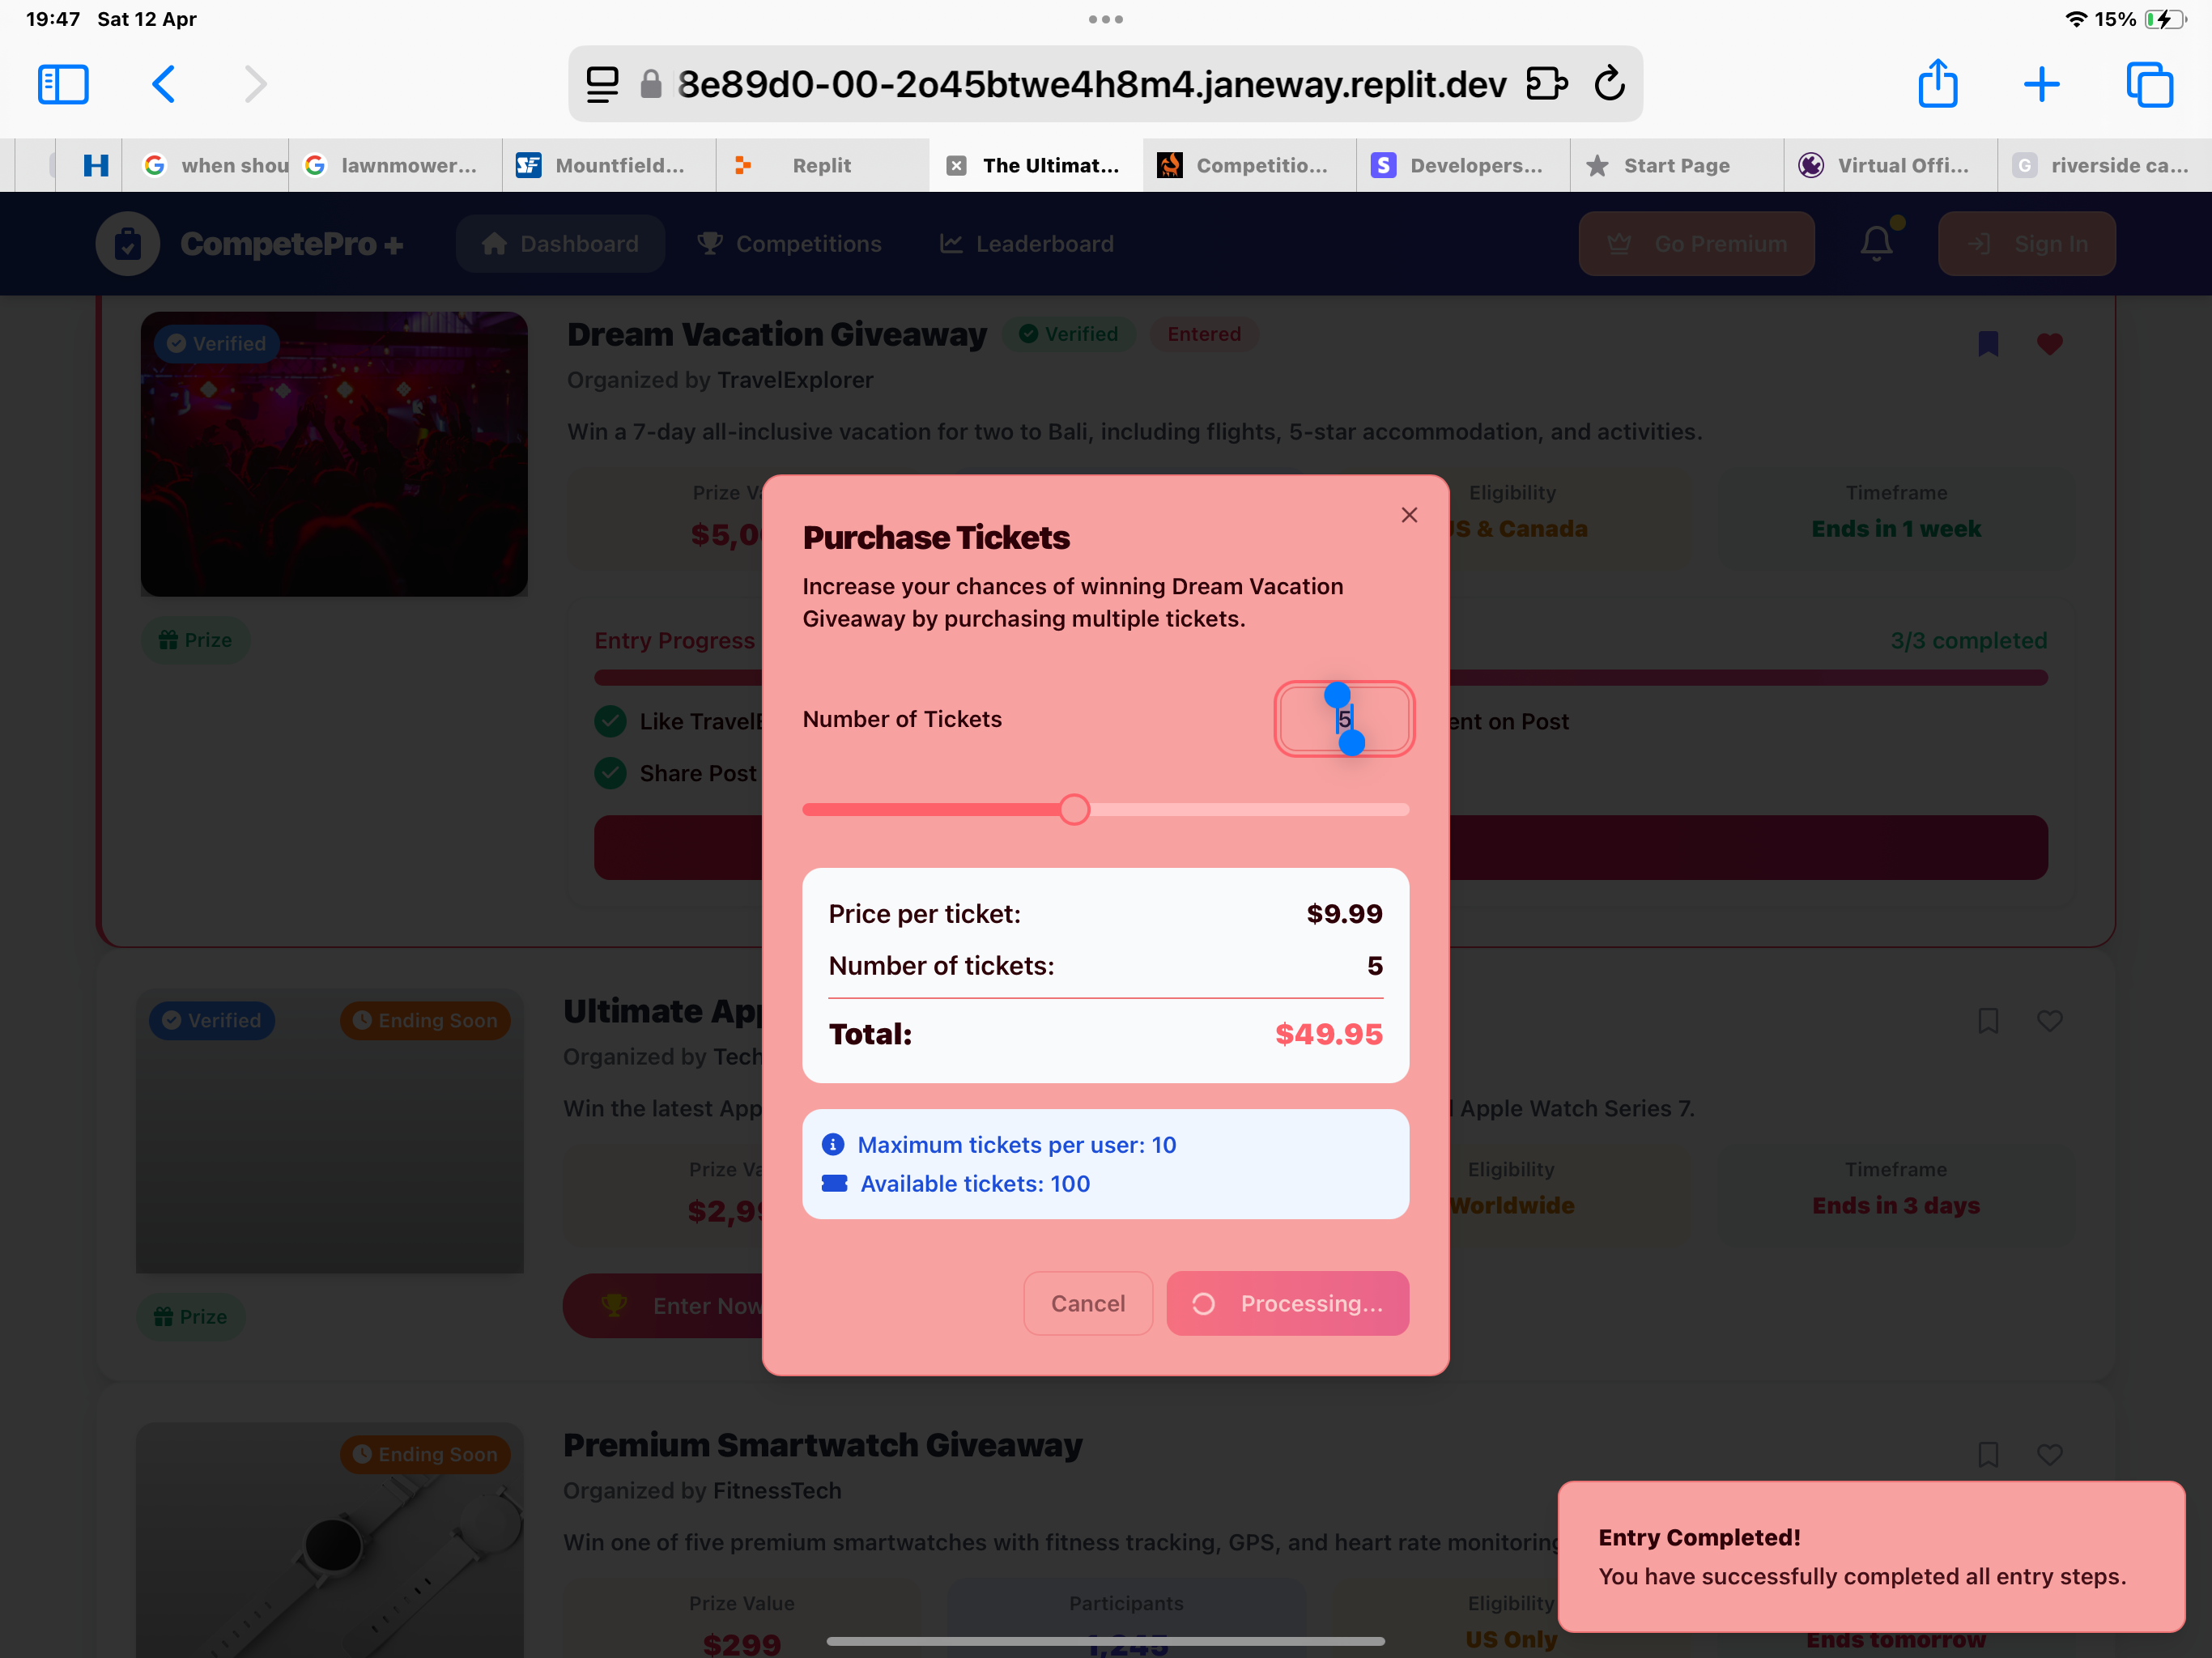 19:47 Sat 12 Apr
15%
8e89d0-00-2o45btwe4h8m4.janeway.replit.dev
when shou
lawnmower...
Mountfield...
Replit
The Ultimat...
Competitio...
Developers...
Start Page
Virtual Offi...
riverside ca...
CompetePro +
Dashboard
Competitions
Leaderboard
Go Premium
Sign In
Verified
Dream Vacation Giveaway
Verified
Entered
Organized by TravelExplorer
Win a 7-day all-inclusive vacation for two to Bali, including flights, 5-star accommodation, and activities.
Prize
Eligibility
Timeframe
$5,0
& Canada
Ends in 1 week
Prize
Entry Progress
3/3 completed
Like
on Post
Share Post
Purchase Tickets
Increase your chances of winning Dream Vacation
Giveaway by purchasing multiple tickets.
Number of Tickets
5
Price per ticket:
$9.99
Number of tickets:
5
Total:
$49.95
Maximum tickets per user: 10
Available tickets: 100
Cancel
Processing...
Verified
Ending Soon
Ultimate
Organized by
Win the latest
Apple Watch Series 7.
Prize
Eligibility
Timeframe
$2,9
Worldwide
Ends in 3 days
Prize
Enter Now
Ending Soon
Premium Smartwatch Giveaway
Organized by FitnessTech
Win one of five premium smartwatches with fitness tracking, GPS, and heart rate monitoring
Prize Value
Participants
Eligibility
$299
1,245
US Only
Ends tomorrow
Entry Completed!
You have successfully completed all entry steps.